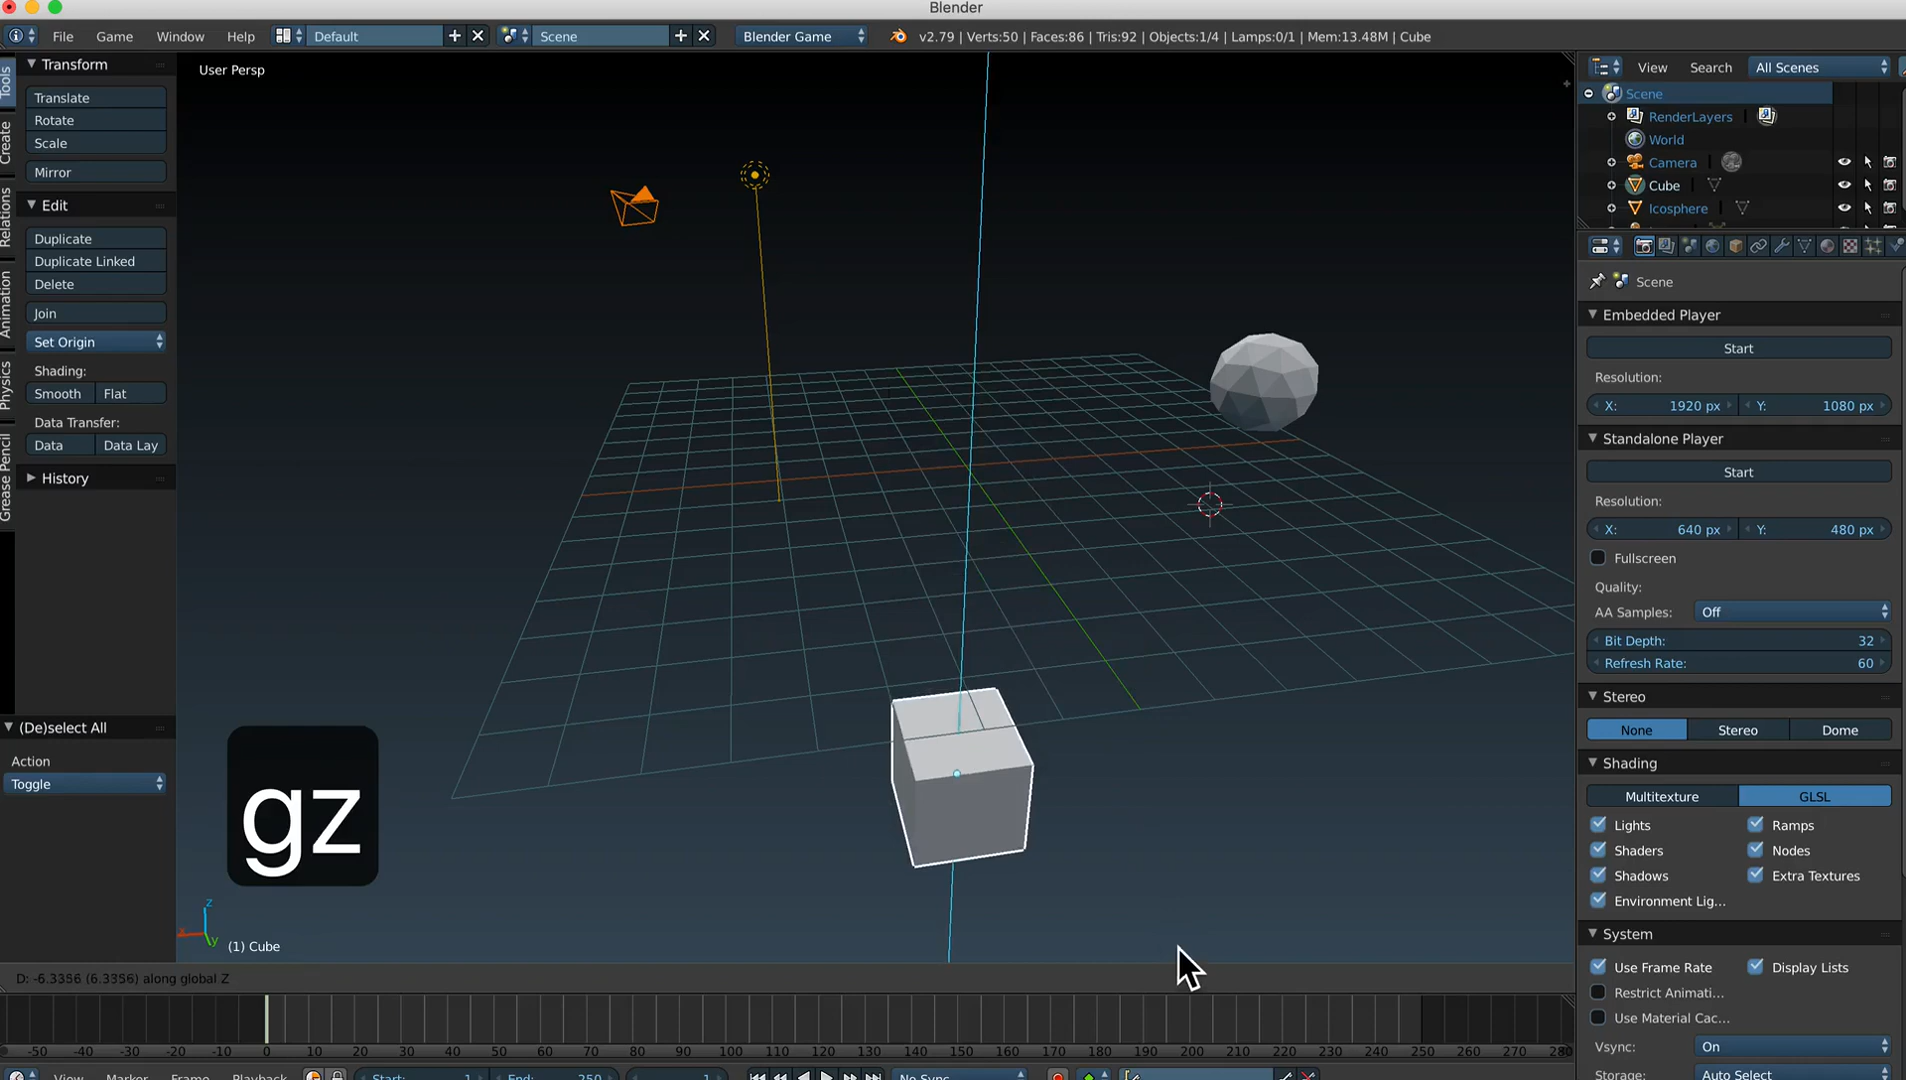 Blender
File Game Window Help Default Scene Blender Game v2.79 | Verts:50 | Faces:86 | Tris:92 | Objects:1/4 | Lamps:0/1 | Mem:13.48M | Cube
Tools
Create
Relations
Animation
Physics
Grease Pencil
Transform
Translate
Rotate
Scale
Mirror
Edit
Duplicate
Duplicate Linked
Delete
Join
Set Origin
Shading:
Smooth Flat
Data Transfer:
Data Data Lay
History
(De)select All
Action
Toggle
User Persp
gz
z
x
y
(1) Cube
D: -6.3356 (6.3356) along global Z
-50 -40 -30 -20 -10 0 10 20 30 40 50 60 70 80 90 100 110 120 130 140 150 160 170 180 190 200 210 220 230 240 250 260 270 280
View Marker Frame Playback Start: 1 End: 250 1 No Sync
View Search All Scenes
Scene
RenderLayers
World
Camera
Cube
Icosphere
Scene
Embedded Player
Start
Resolution:
X: 1920 px Y: 1080 px
Standalone Player
Start
Resolution:
X: 640 px Y: 480 px
Fullscreen
Quality:
AA Samples: Off
Bit Depth: 32
Refresh Rate: 60
Stereo
None Stereo Dome
Shading
Multitexture GLSL
Lights Ramps
Shaders Nodes
Shadows Extra Textures
Environment Lig...
System
Use Frame Rate Display Lists
Restrict Animati...
Use Material Cac...
Vsync: On
Storage: Auto Select